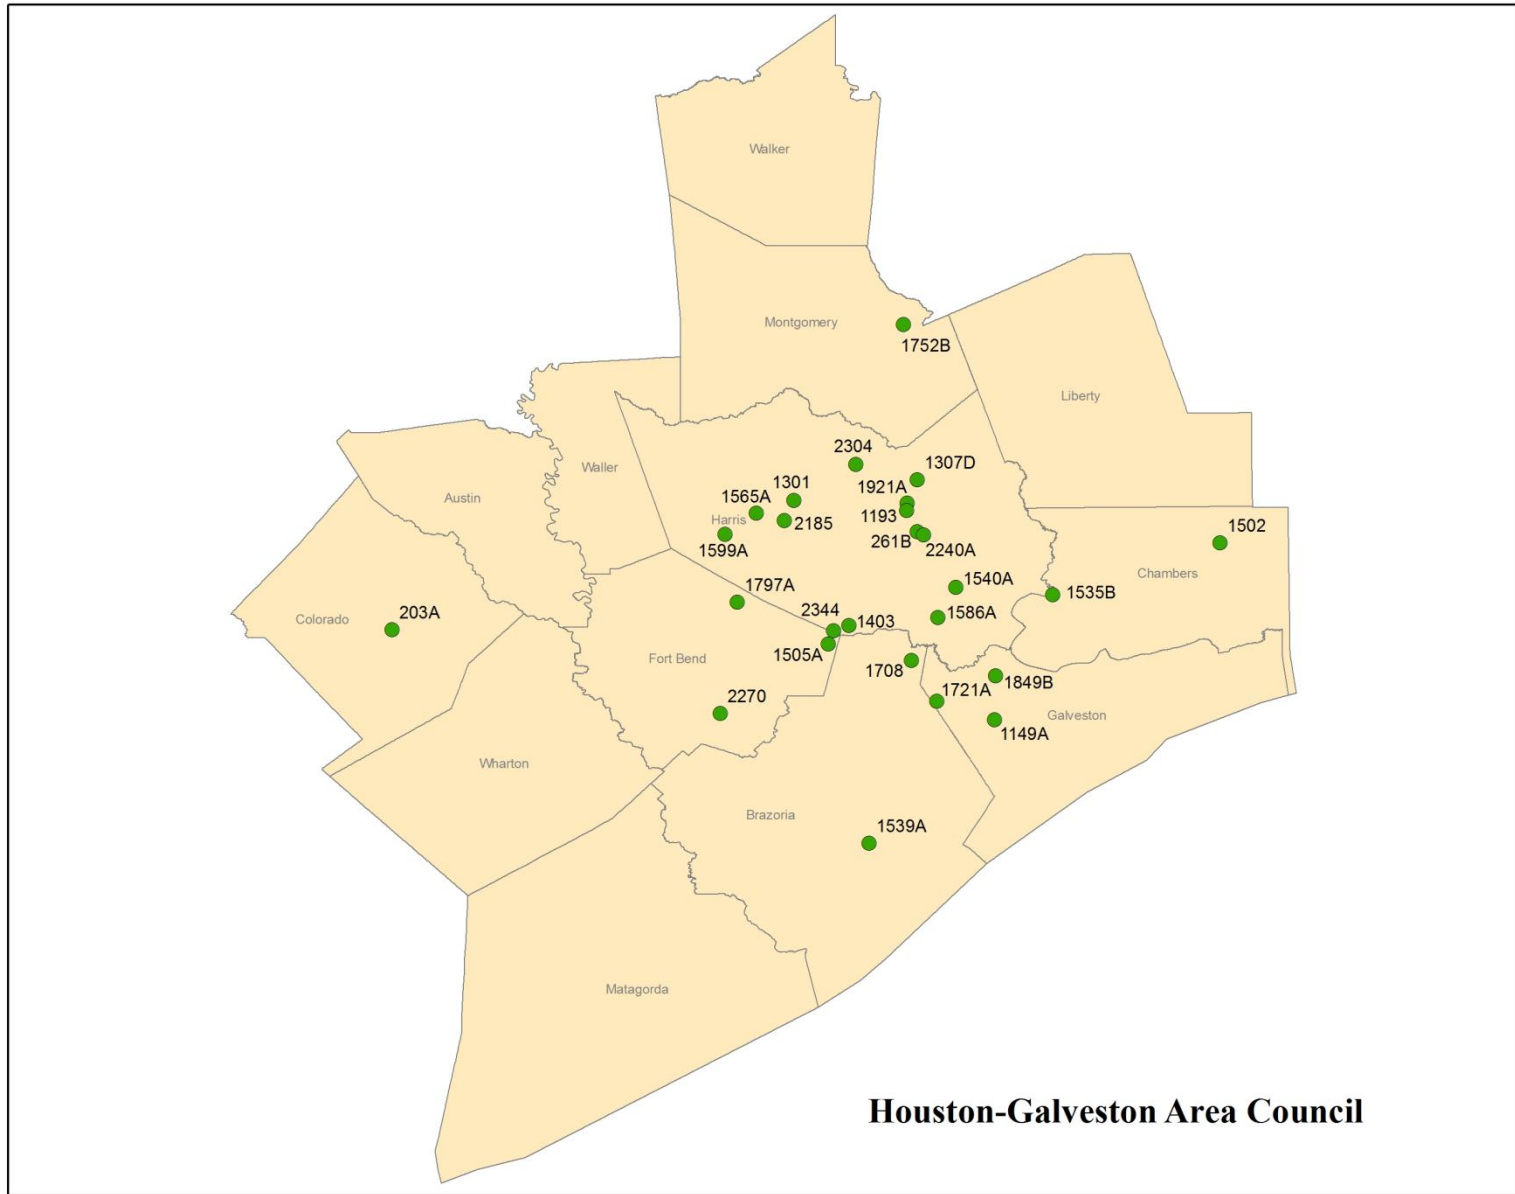 Walker
Montgomery
1752B
Liberty
2304
1307D
Waller
1301
1921A
1565A
Austin
Harris
1193
2185
1599A
261B
2240A
1502
Chambers
1540A
1797A
1535B
2344
1403
1586A
Colorado
203A
1505A
Fort Bend
1708
1849B
1721A
2270
Galveston
1149A
Wharton
Brazoria
1539A
Matagorda
Houston-Galveston Area Council